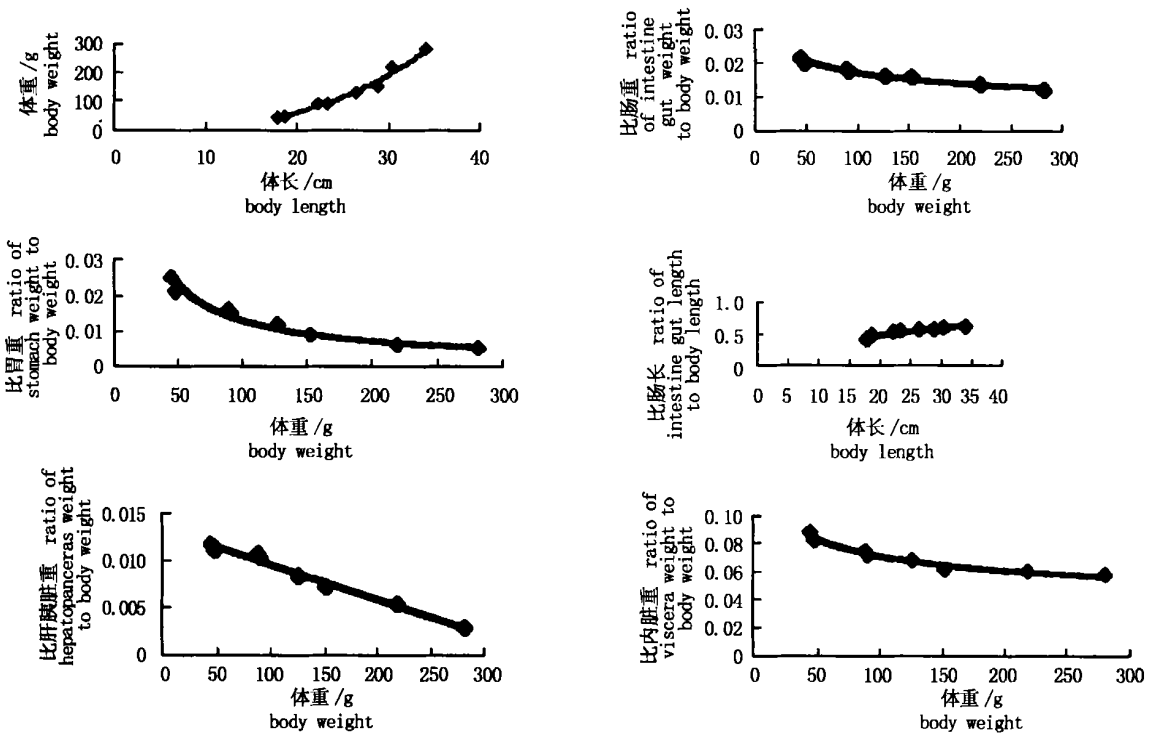 体重/g
body weight
300
200
100
0
0 10 20 30 40
体长/cm
body length
比肠重 ratio
of intestine
gut weight
to body weight
0.03
0.02
0.01
0
0 50 100 150 200 250 300
体重/g
body weight
比胃重 ratio of
stomach weight to
body weight
0.03
0.02
0.01
0
0 50 100 150 200 250 300
体重/g
body weight
比肠长 ratio of
intestine gut length
to body length
1.0
0.5
0
0 5 10 15 20 25 30 35 40
体长/cm
body length
比肝胰脏重 ratio of
hepatopanceras weight
to body weight
0.015
0.010
0.005
0
0 50 100 150 200 250 300
体重/g
body weight
比内脏重 ratio of
viscera weight to
body weight
0.10
0.08
0.06
0.04
0.02
0
0 50 100 150 200 250 300
体重/g
body weight